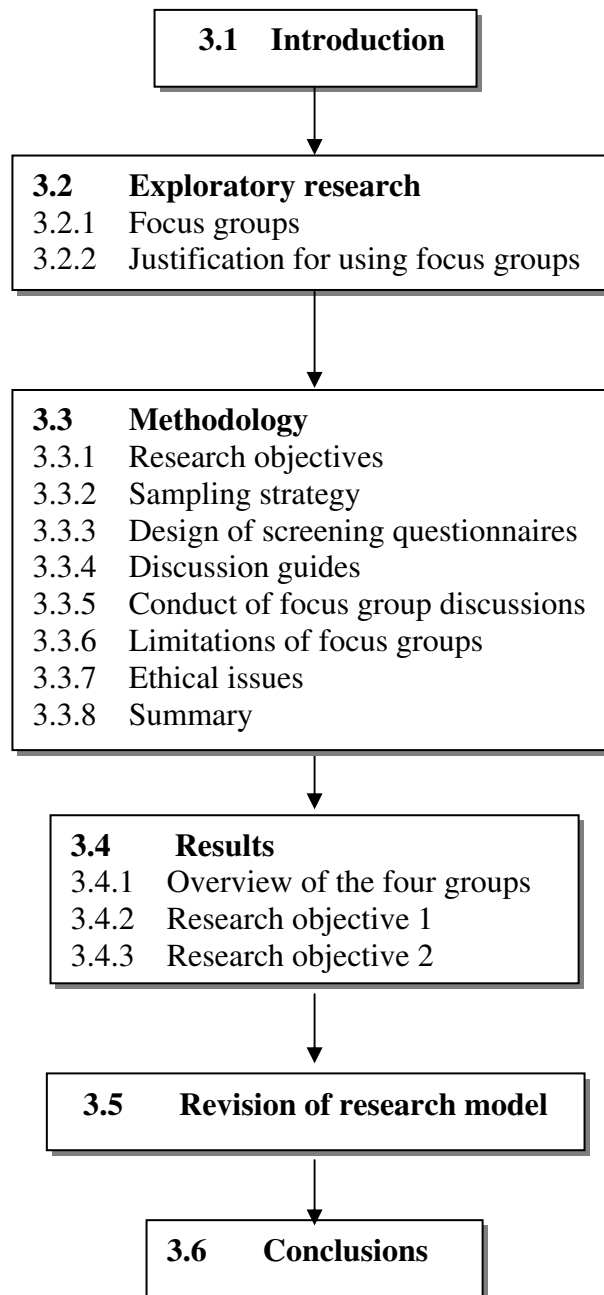 3.1 Introduction
3.2 Exploratory research
3.2.1 Focus groups
3.2.2 Justification for using focus groups
3.3 Methodology
3.3.1 Research objectives
3.3.2 Sampling strategy
3.3.3 Design of screening questionnaires
3.3.4 Discussion guides
3.3.5 Conduct of focus group discussions
3.3.6 Limitations of focus groups
3.3.7 Ethical issues
3.3.8 Summary
3.4 Results
3.4.1 Overview of the four groups
3.4.2 Research objective 1
3.4.3 Research objective 2
3.5 Revision of research model
3.6 Conclusions